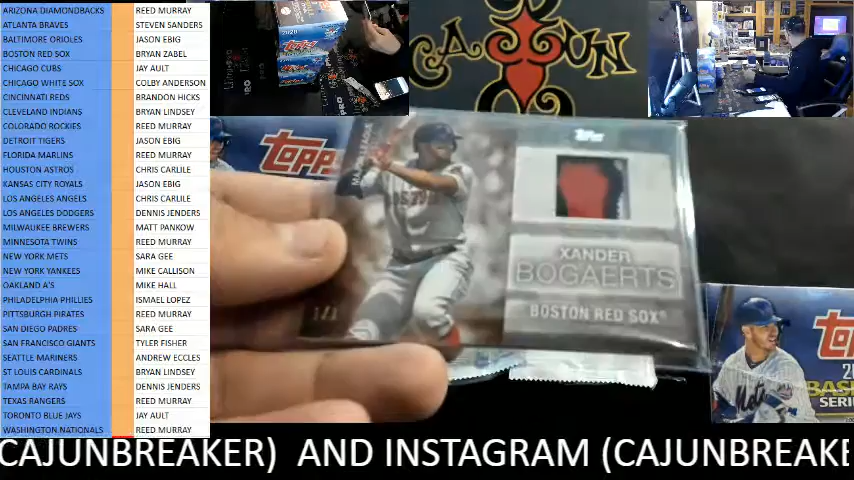 ARIZONA DIAMONDBACKS REED MURRAY
ATLANTA BRAVES STEVEN SANDERS
BALTIMORE ORIOLES JASON EBIG
BOSTON RED SOX BRYAN ZABEL
CHICAGO CUBS JAY AULT
CHICAGO WHITE SOX COLBY ANDERSON
CINCINNATI REDS BRANDON HICKS
CLEVELAND INDIANS BRYAN LINDSEY
COLORADO ROCKIES REED MURRAY
DETROIT TIGERS JASON EBIG
FLORIDA MARLINS REED MURRAY
HOUSTON ASTROS CHRIS CARLILE
KANSAS CITY ROYALS JASON EBIG
LOS ANGELES ANGELS CHRIS CARLILE
LOS ANGELES DODGERS DENNIS JENDERS
MILWAUKEE BREWERS MATT PANKOW
MINNESOTA TWINS REED MURRAY
NEW YORK METS SARA GEE
NEW YORK YANKEES MIKE CALLISON
OAKLAND A'S MIKE HALL
PHILADELPHIA PHILLIES ISMAEL LOPEZ
PITTSBURGH PIRATES REED MURRAY
SAN DIEGO PADRES SARA GEE
SAN FRANCISCO GIANTS TYLER FISHER
SEATTLE MARINERS ANDREW ECCLES
ST LOUIS CARDINALS BRYAN LINDSEY
TAMPA BAY RAYS DENNIS JENDERS
TEXAS RANGERS REED MURRAY
TORONTO BLUE JAYS JAY AULT
WASHINGTON NATIONALS REED MURRAY
2020
topps
CAJUN
topps
topps
BOSTON
XANDER
BOGAERTS
BOSTON RED SOX
1/1
Mets
CAJUNBREAKER) AND INSTAGRAM (CAJUNBREAKE